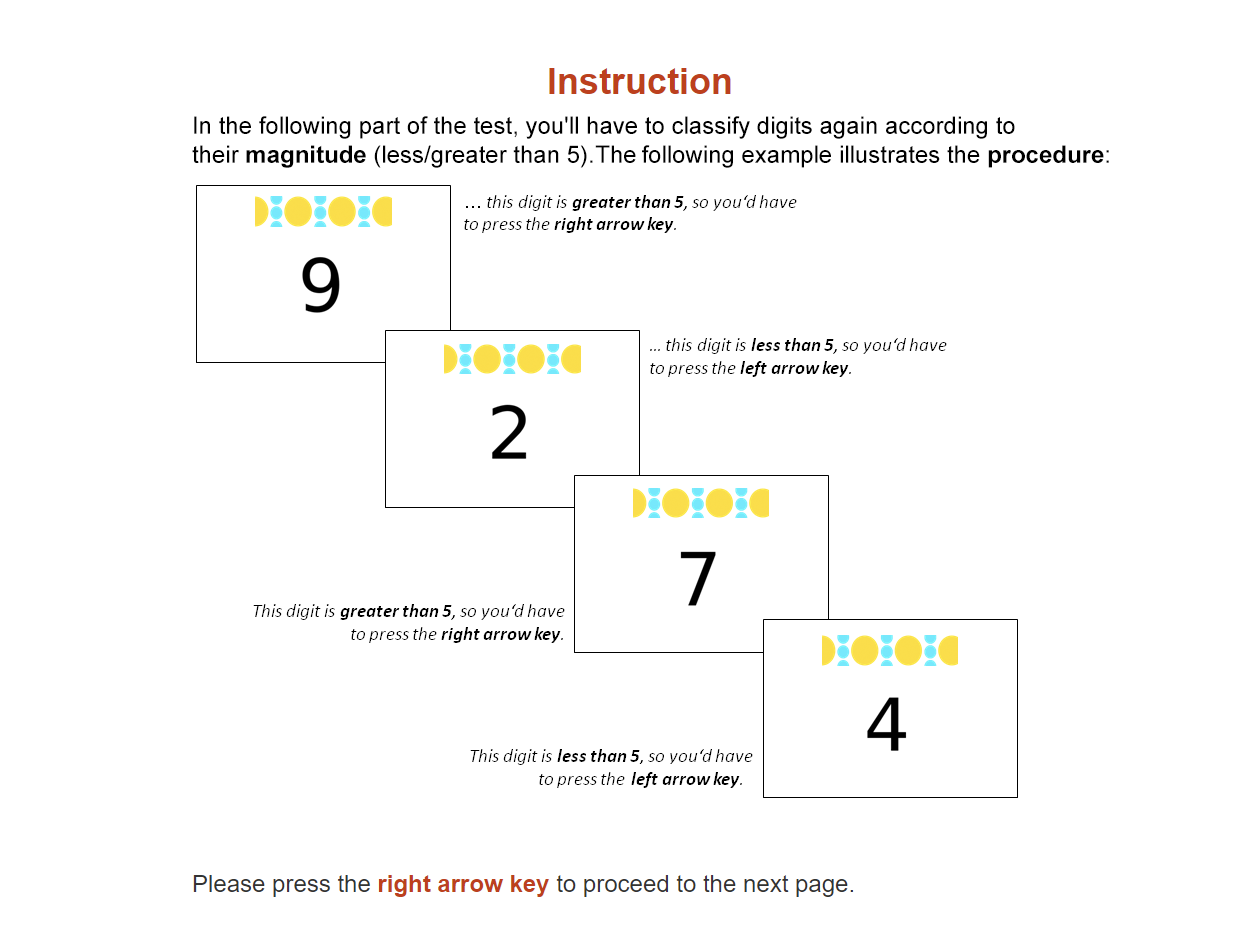 Instruction
In the following part of the test, you'll have to classify digits again according to
their magnitude (less/greater than 5).The following example illustrates the procedure:
9
… this digit is greater than 5, so you‘d have
to press the right arrow key.
2
... this digit is less than 5, so you‘d have
to press the left arrow key.
7
This digit is greater than 5, so you‘d have
to press the right arrow key.
4
This digit is less than 5, so you‘d have
to press the left arrow key.
Please press the right arrow key to proceed to the next page.